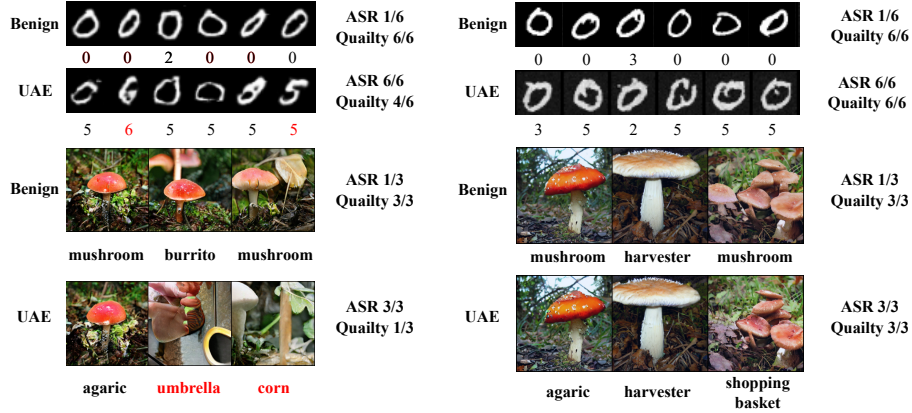 Benign
ASR 1/6
Quailty 6/6
0 0 2 0 0 0
UAE
ASR 6/6
Quailty 4/6
5 6 5 5 5 5
Benign
ASR 1/3
Quailty 3/3
mushroom burrito mushroom
UAE
ASR 3/3
Quailty 1/3
agaric umbrella corn
Benign
ASR 1/6
Quailty 6/6
0 0 3 0 0 0
UAE
ASR 6/6
Quailty 6/6
3 5 2 5 5 5
Benign
ASR 1/3
Quailty 3/3
mushroom harvester mushroom
UAE
ASR 3/3
Quailty 3/3
agaric harvester shopping
basket